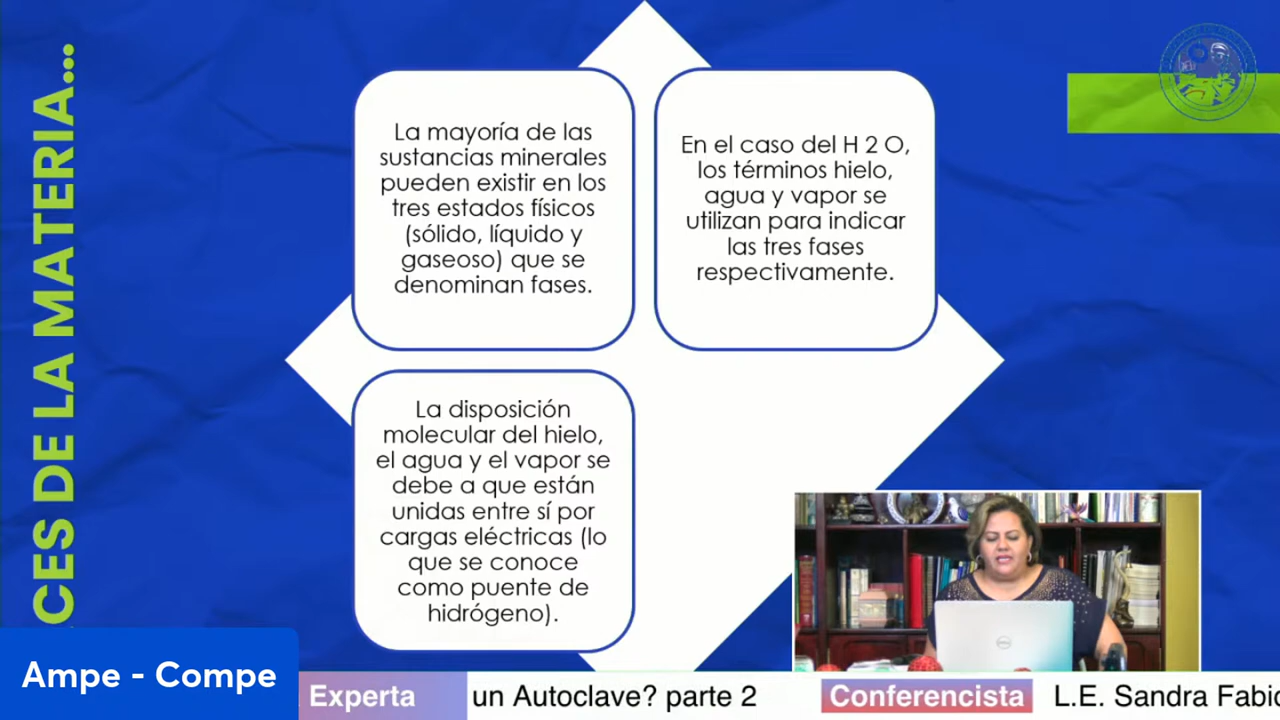 CES DE LA MATERIA...
La mayoría de las
sustancias minerales
pueden existir en los
tres estados físicos
(sólido, líquido y
gaseoso) que se
denominan fases.
En el caso del H 2 O,
los términos hielo,
agua y vapor se
utilizan para indicar
las tres fases
respectivamente.
La disposición
molecular del hielo,
el agua y el vapor se
debe a que están
unidas entre sí por
cargas eléctricas (lo
que se conoce
como puente de
hidrógeno).
DELL
Ampe - Compe
Experta
un Autoclave? parte 2
Conferencista
L.E. Sandra Fabio